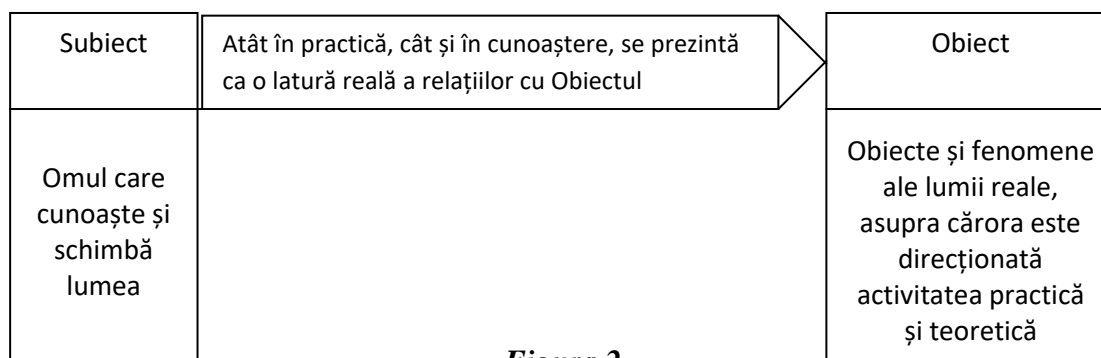 Subiect
Atât în practică, cât și în cunoaștere, se prezintă
ca o latură reală a relațiilor cu Obiectul
Obiect
Omul care
cunoaște și
schimbă
lumea
Obiecte și fenomene
ale lumii reale,
asupra cărora este
direcționată
activitatea practică
și teoretică